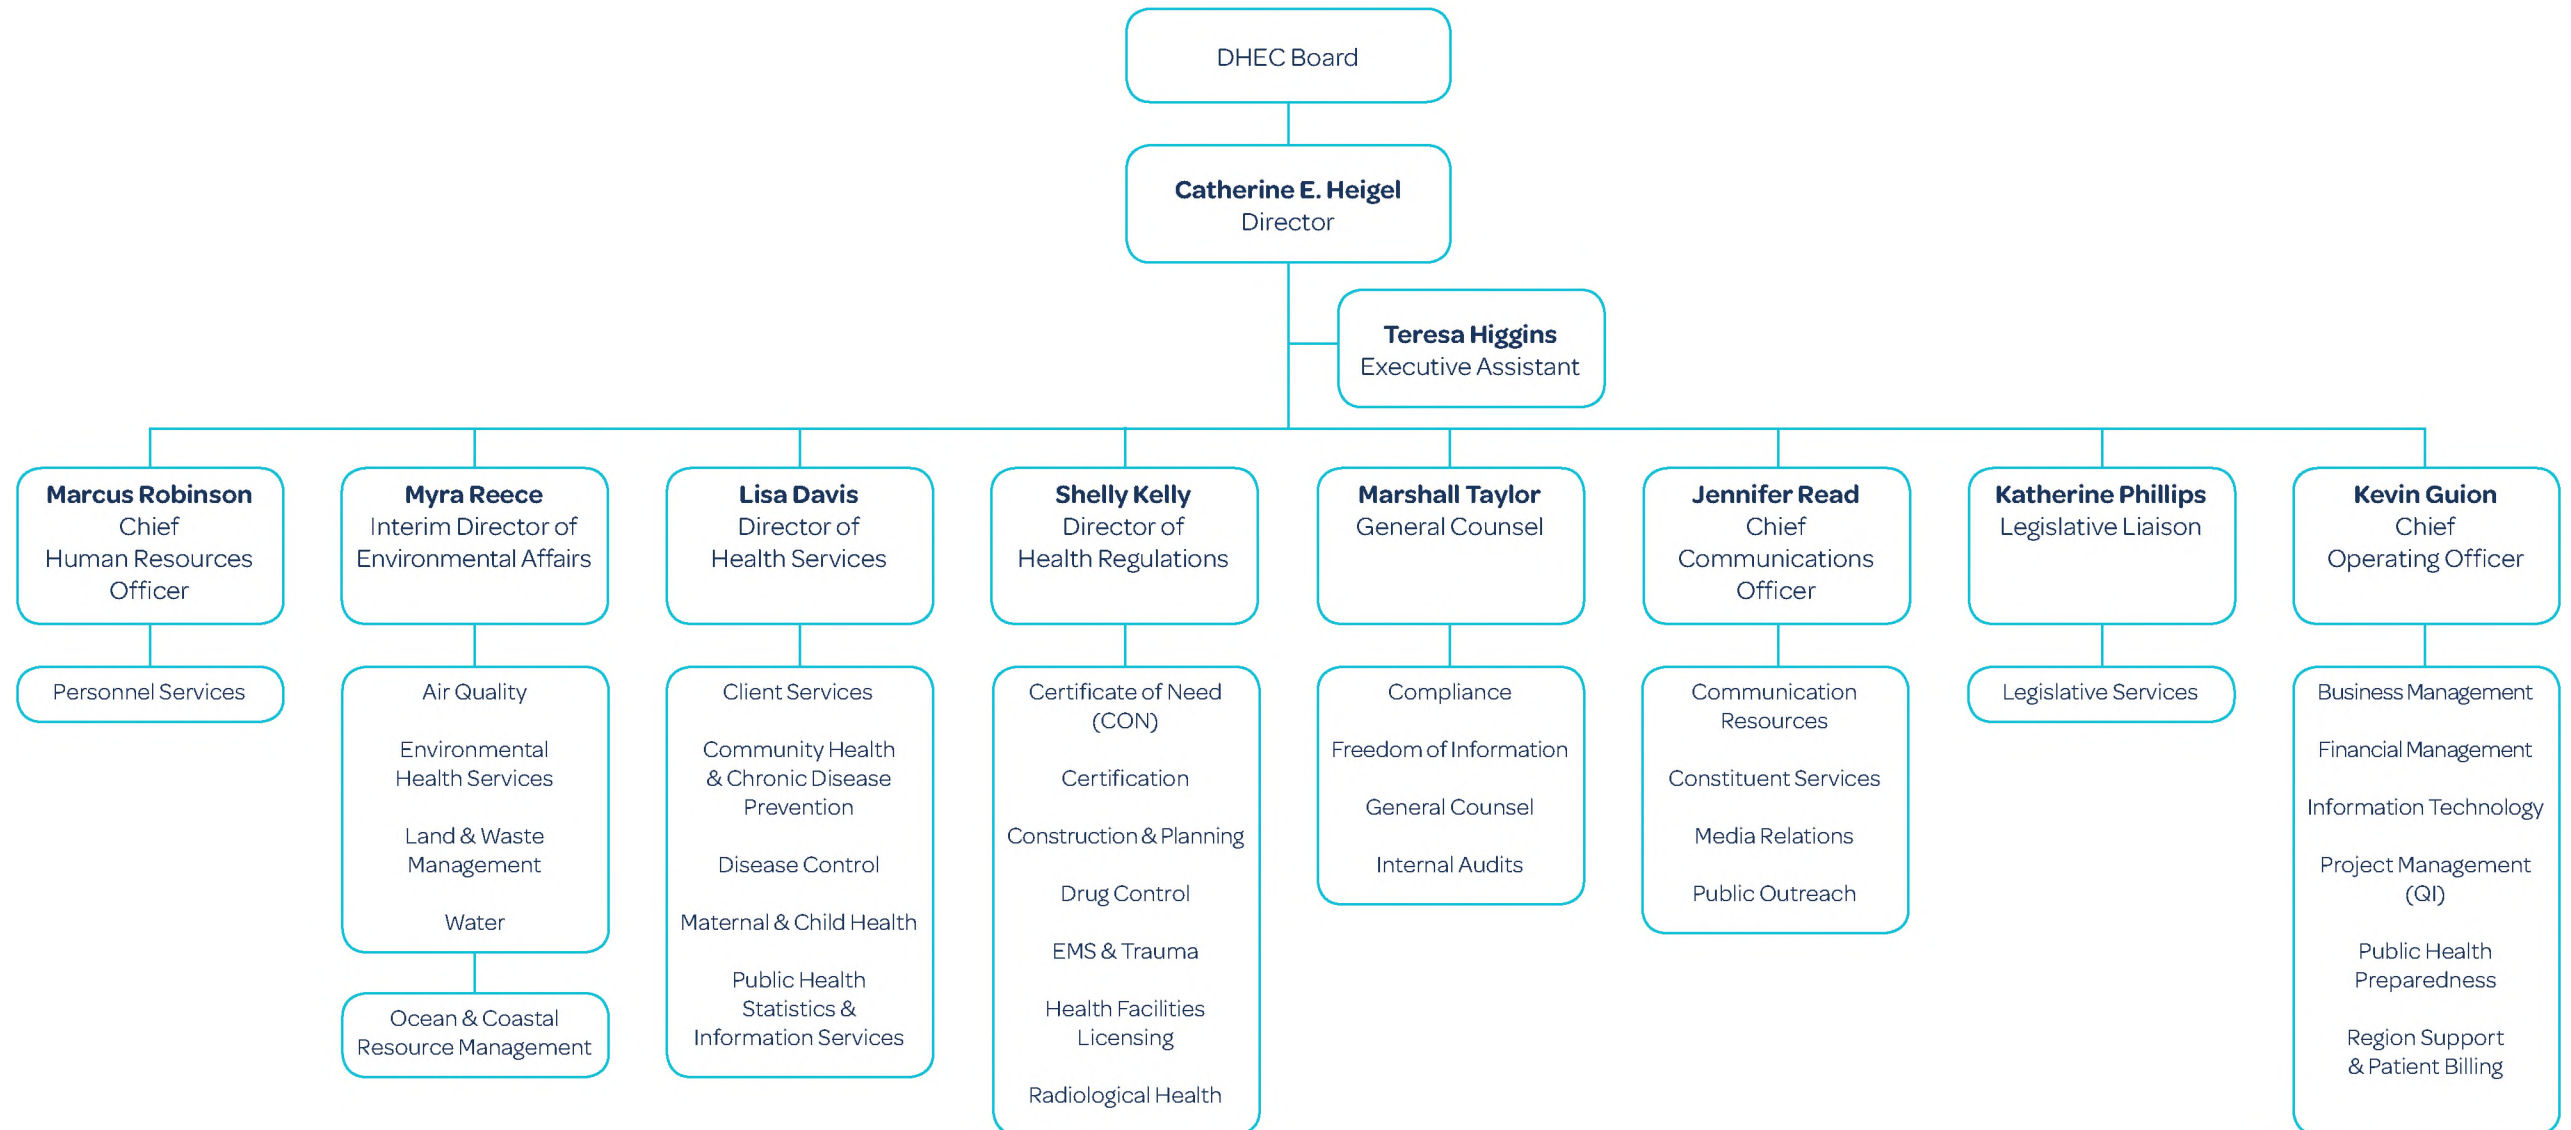 DHEC Board
Catherine E. Heigel
Director
Teresa Higgins
Executive Assistant
Marcus Robinson
Chief
Human Resources
Officer
Personnel Services
Myra Reece
Interim Director of
Environmental Affairs
Air Quality
Environmental
Health Services
Land & Waste
Management
Water
Ocean & Coastal
Resource Management
Lisa Davis
Director of
Health Services
Client Services
Community Health
& Chronic Disease
Prevention
Disease Control
Maternal & Child Health
Public Health
Statistics &
Information Services
Shelly Kelly
Director of
Health Regulations
Certificate of Need
(CON)
Certification
Construction & Planning
Drug Control
EMS & Trauma
Health Facilities
Licensing
Radiological Health
Marshall Taylor
General Counsel
Compliance
Freedom of Information
General Counsel
Internal Audits
Jennifer Read
Chief
Communications
Officer
Communication
Resources
Constituent Services
Media Relations
Public Outreach
Katherine Phillips
Legislative Liaison
Legislative Services
Kevin Guion
Chief
Operating Officer
Business Management
Financial Management
Information Technology
Project Management
(QI)
Public Health
Preparedness
Region Support
& Patient Billing